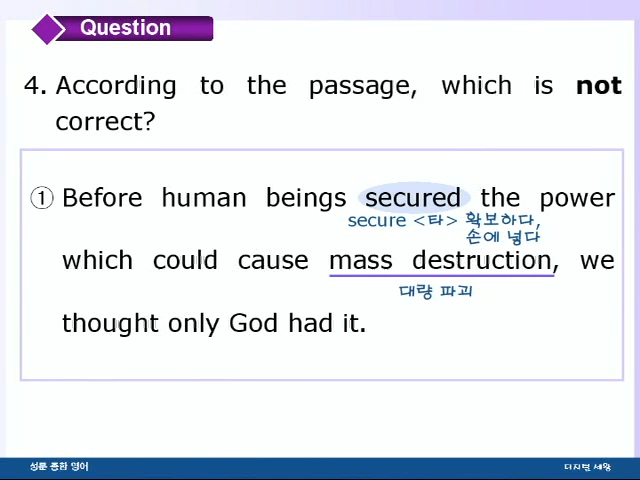 Question
4. According to the passage, which is not
correct?
① Before human beings secured the power
secure <타> 확보하다,
손에 넣다
which could cause mass destruction, we
대량 파괴
thought only God had it.
성문 종합 영어
디지털 세왕